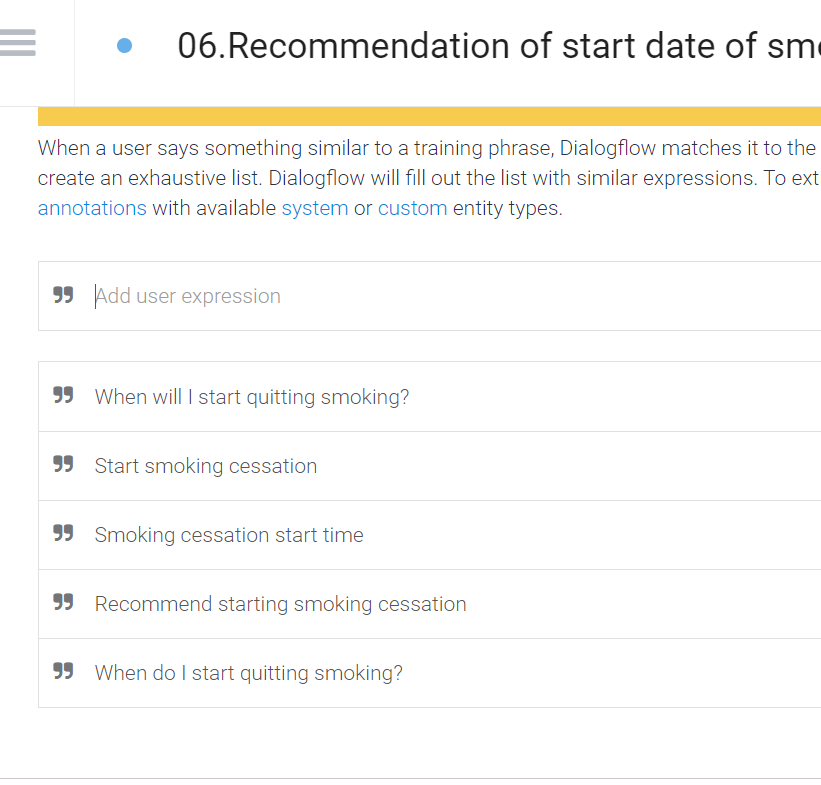 06.Recommendation of start date of smo
When a user says something similar to a training phrase, Dialogflow matches it to the
create an exhaustive list. Dialogflow will fill out the list with similar expressions. To ext
annotations with available system or custom entity types.
Add user expression
When will I start quitting smoking?
Start smoking cessation
Smoking cessation start time
Recommend starting smoking cessation
When do I start quitting smoking?